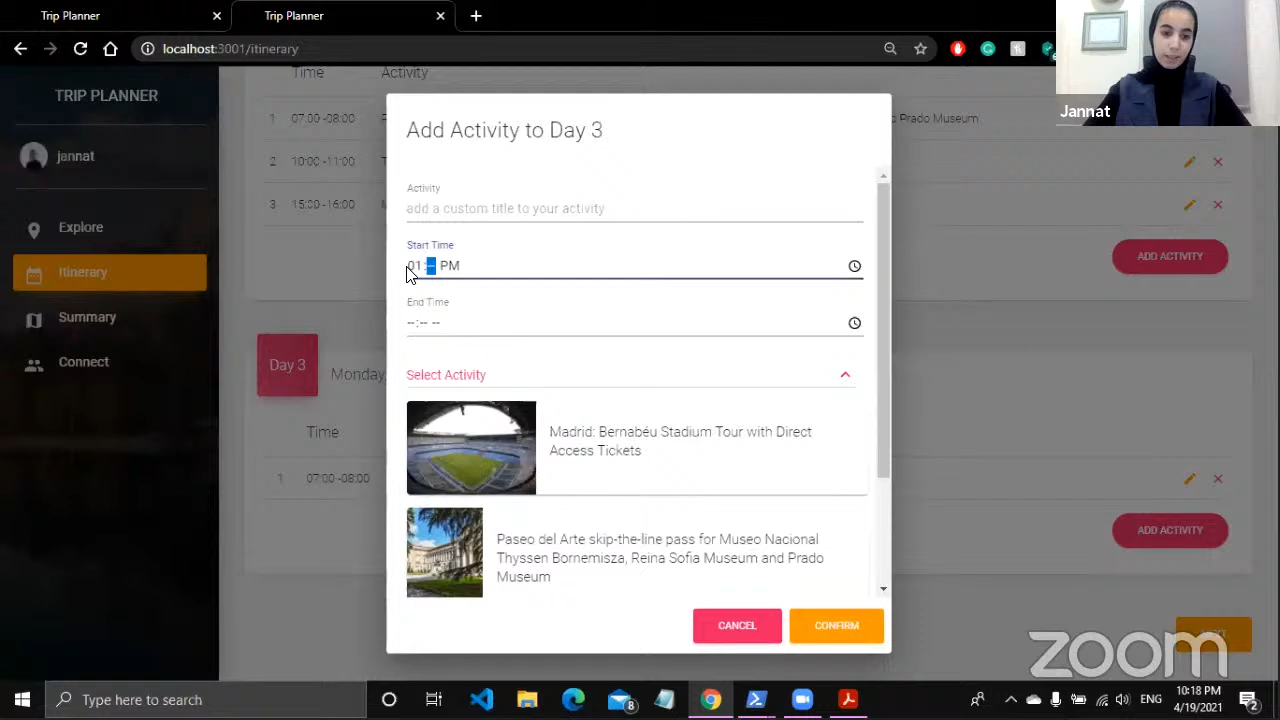 Trip Planner
Trip Planner
localhost:3001/itinerary
Jannat
TRIP PLANNER
jannat
Explore
Itinerary
Summary
Connect
Time Activity
1 07:00 -08:00
Prado Museum
2 10:00 -11:00
3 15:00 -16:00
ADD ACTIVITY
Day 3
Monday,
Time
1 07:00 -08:00
ADD ACTIVITY
Add Activity to Day 3
Activity
add a custom title to your activity
Start Time
01:-- PM
End Time
--:-- --
Select Activity
Madrid: Bernabéu Stadium Tour with Direct
Access Tickets
Paseo del Arte skip-the-line pass for Museo Nacional
Thyssen Bornemisza, Reina Sofia Museum and Prado
Museum
CANCEL
CONFIRM
zoom
Type here to search
8
ENG
10:18 PM
4/19/2021
2